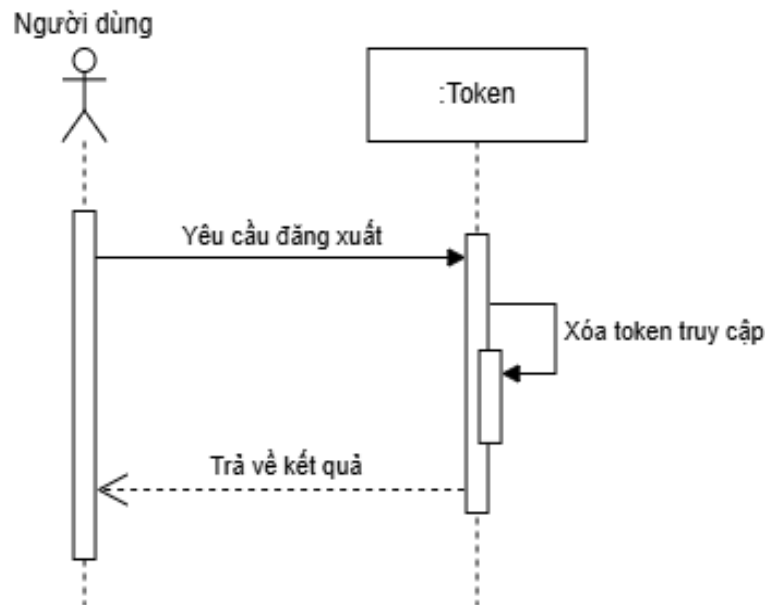 Người dùng
:Token
Yêu cầu đăng xuất
Xóa token truy cập
Trả về kết quả